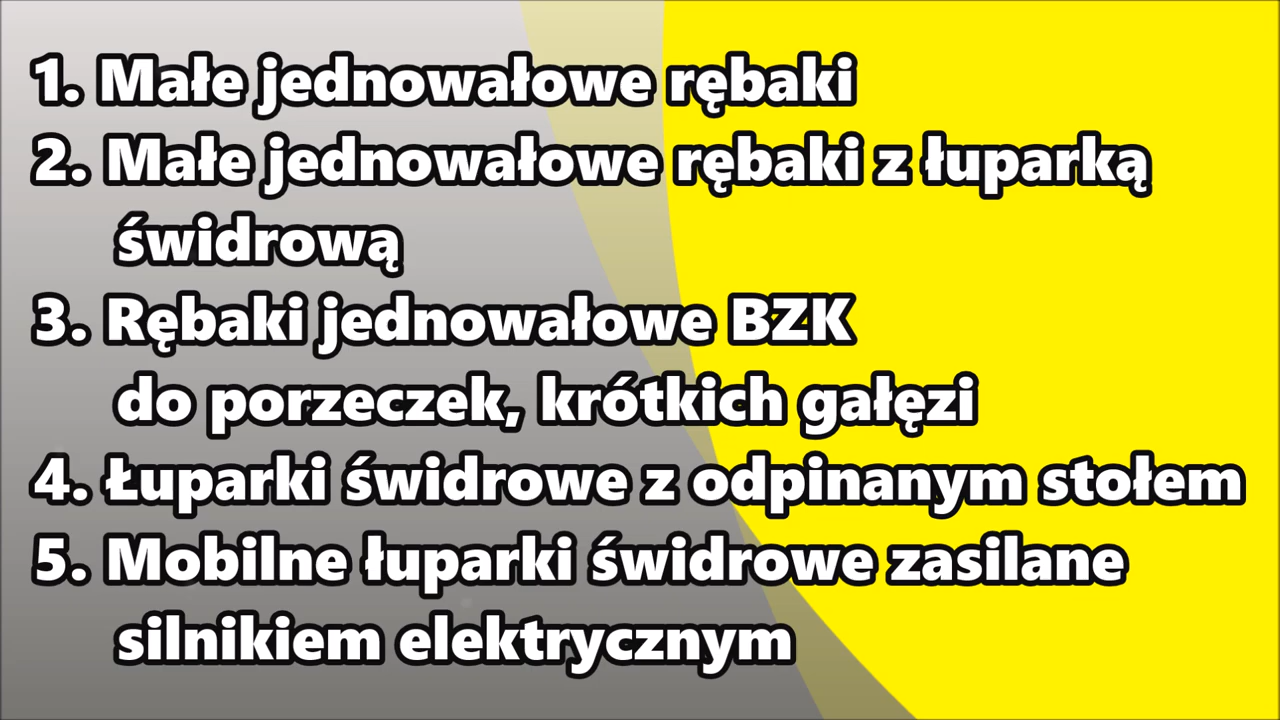 1. Małe jednowałowe rębaki
2. Małe jednowałowe rębaki z łuparką
świdrową
3. Rębaki jednowałowe BZK
do porzeczek, krótkich gałęzi
4. Łuparki świdrowe z odpinanym stołem
5. Mobilne łuparki świdrowe zasilane
silnikiem elektrycznym